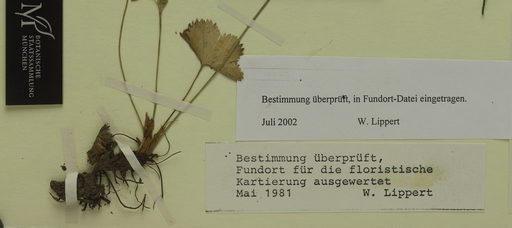 BOTANISCHE
STAATSSAMMLUNG
MÜNCHEN
Bestimmung überprüft, in Fundort-Datei eingetragen.
Juli 2002 W. Lippert
Bestimmung überprüft,
Fundort für die floristische
Kartierung ausgewertet
Mai 1981 W. Lippert